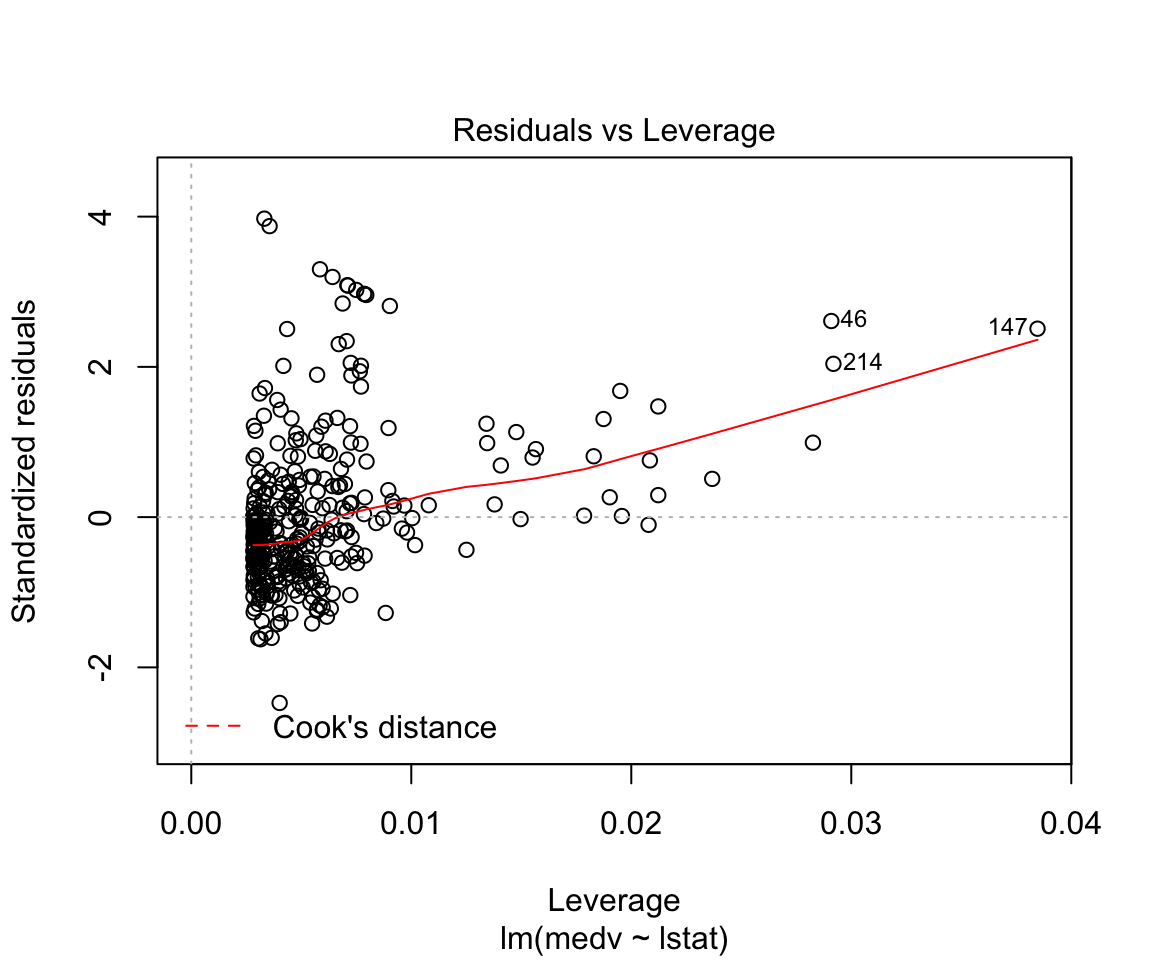 Residuals vs Leverage
Standardized residuals
4
2
0
-2
46
147
214
Cook's distance
0.00 0.01 0.02 0.03 0.04
Leverage
lm(medv ~ lstat)